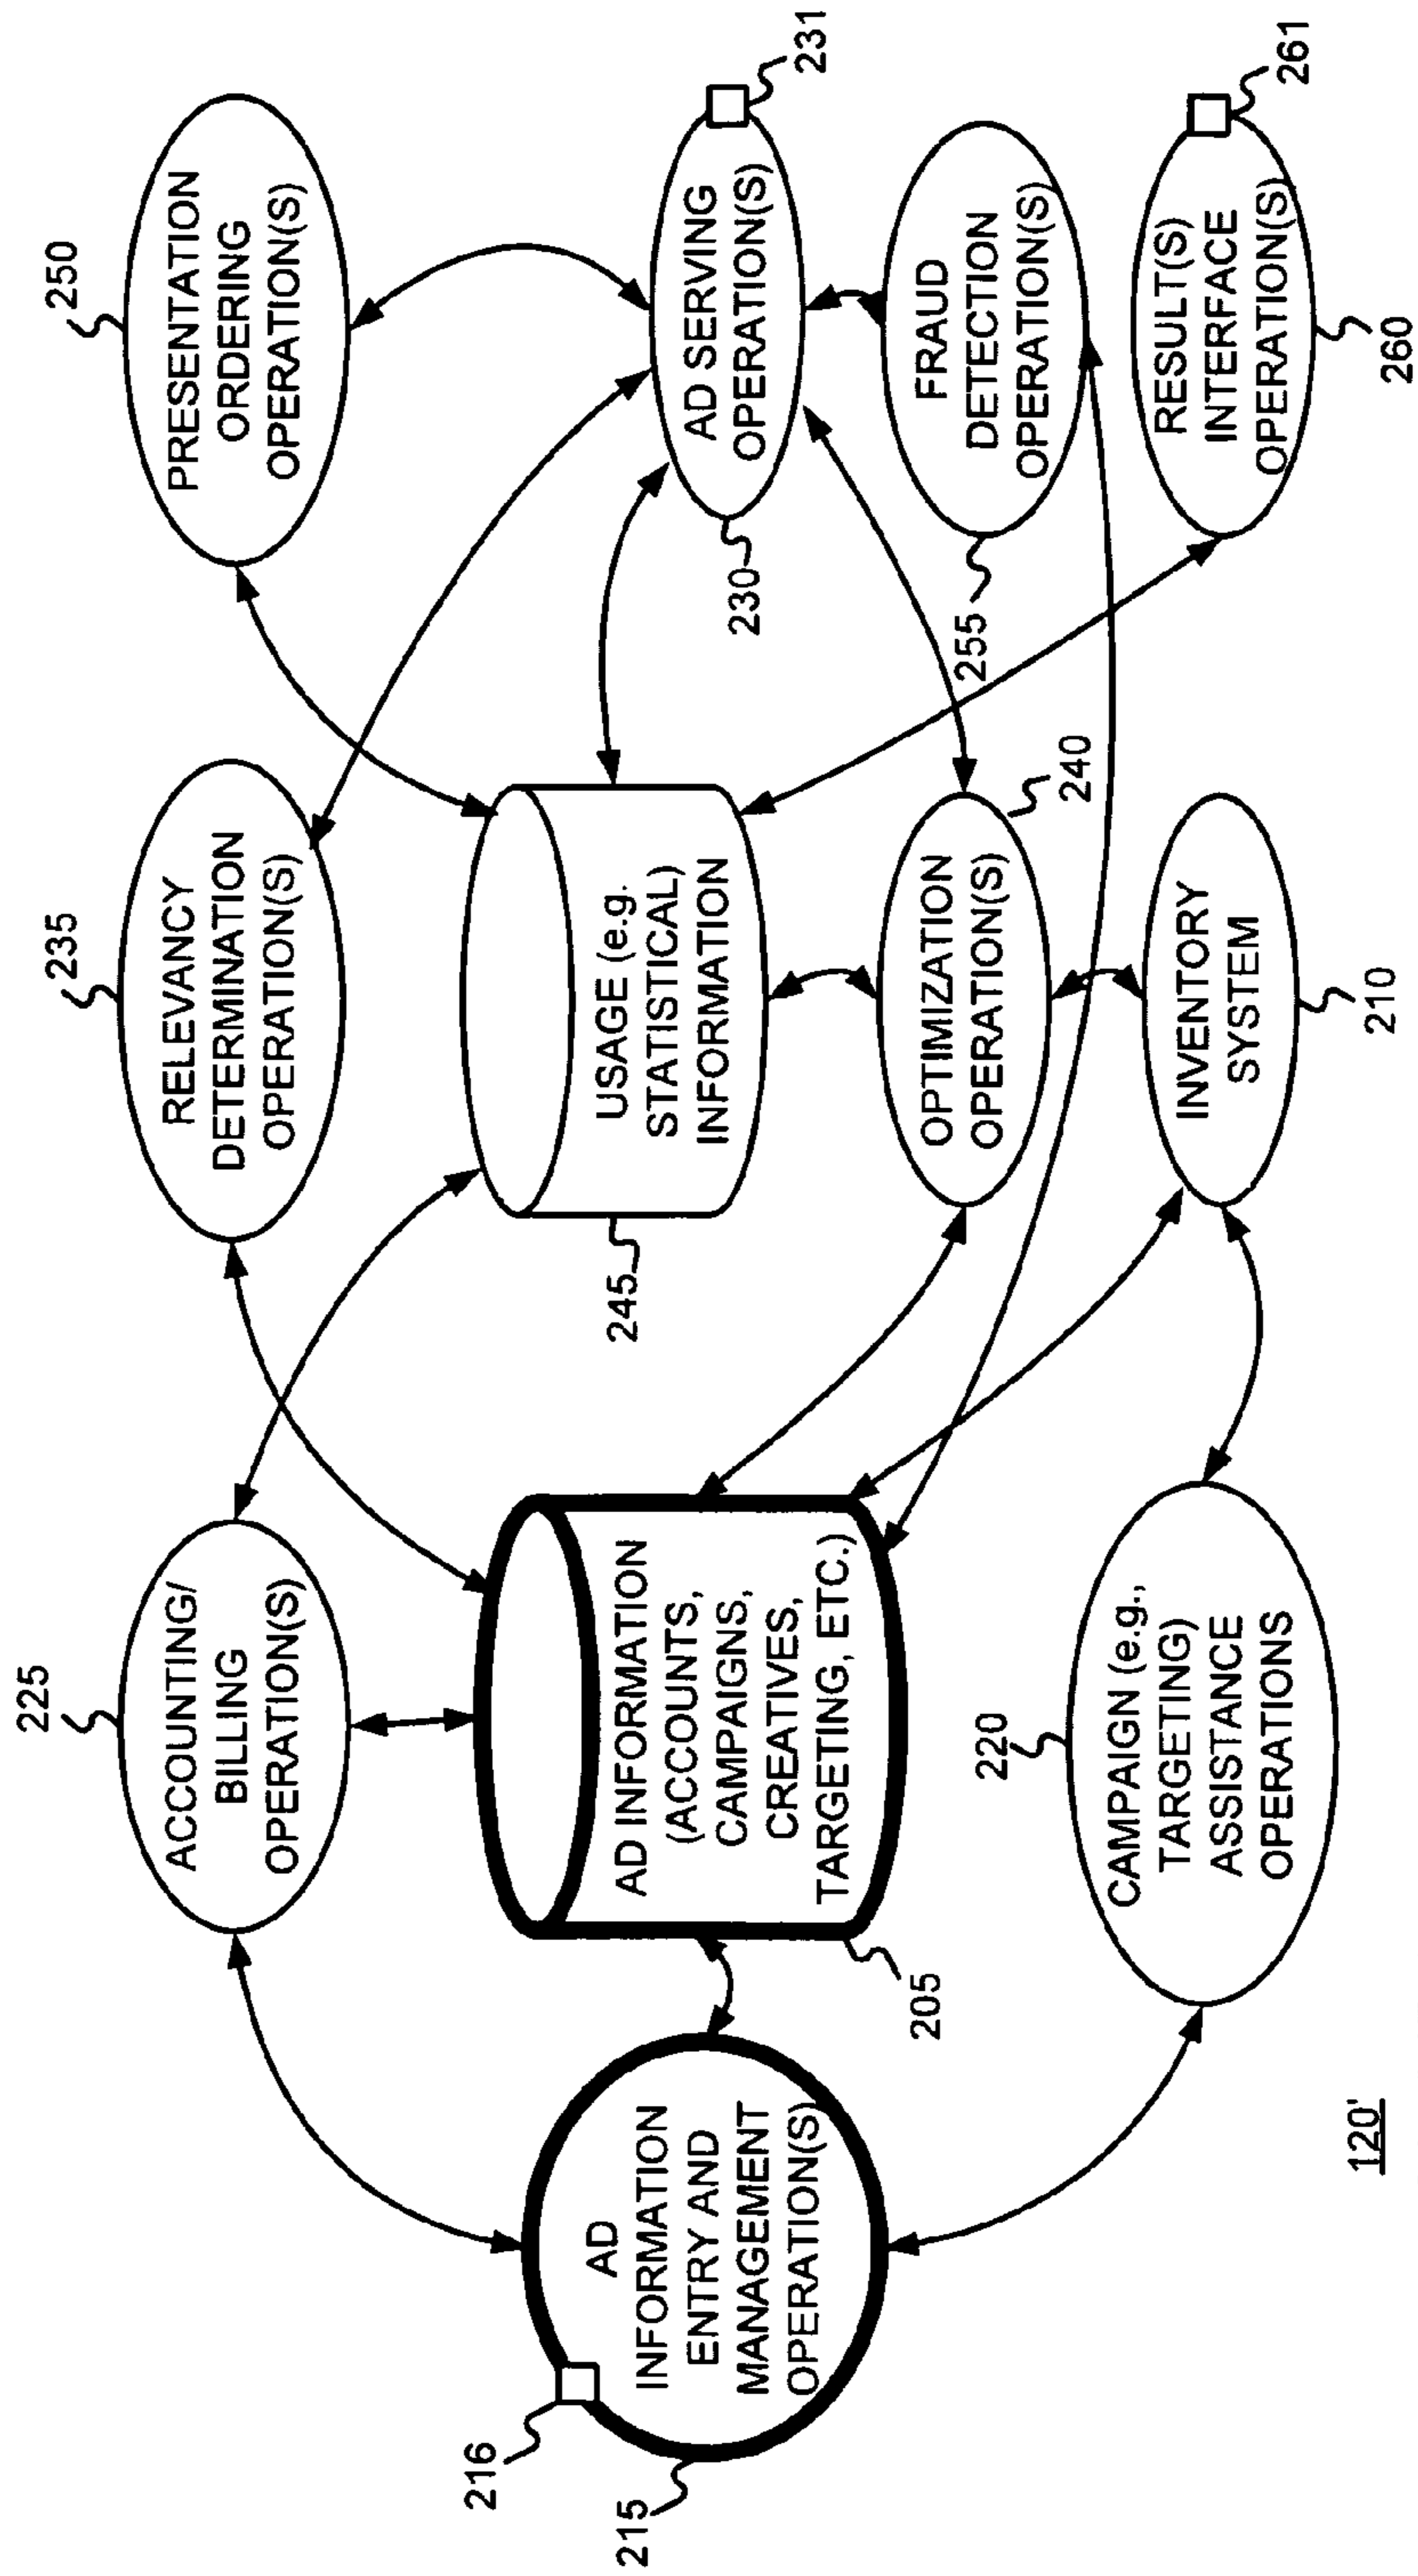 225
ACCOUNTING/
BILLING
OPERATION(S)
235
RELEVANCY
DETERMINATION
OPERATION(S)
250
PRESENTATION
ORDERING
OPERATION(S)
216
215
AD
INFORMATION
ENTRY AND
MANAGEMENT
OPERATION(S)
AD INFORMATION
(ACCOUNTS,
CAMPAIGNS,
CREATIVES,
TARGETING, ETC.)
205
USAGE (e.g.
STATISTICAL)
INFORMATION
245
AD SERVING
OPERATION(S)
230
231
OPTIMIZATION
OPERATION(S)
240
FRAUD
DETECTION
OPERATION(S)
255
220
CAMPAIGN (e.g.,
TARGETING)
ASSISTANCE
OPERATIONS
INVENTORY
SYSTEM
210
RESULT(S)
INTERFACE
OPERATION(S)
260
261
120'